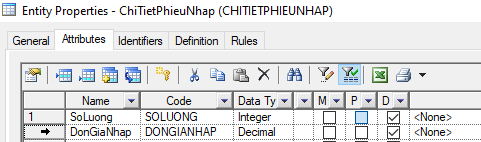 Entity Properties - ChiTietPhieuNhap (CHITIETPHIEUNHAP)
General Attributes Identifiers Definition Rules
Name Code Data Ty M P D
1 SoLuong SOLUONG Integer <None>
DonGiaNhap DONGIANHAP Decimal <None>